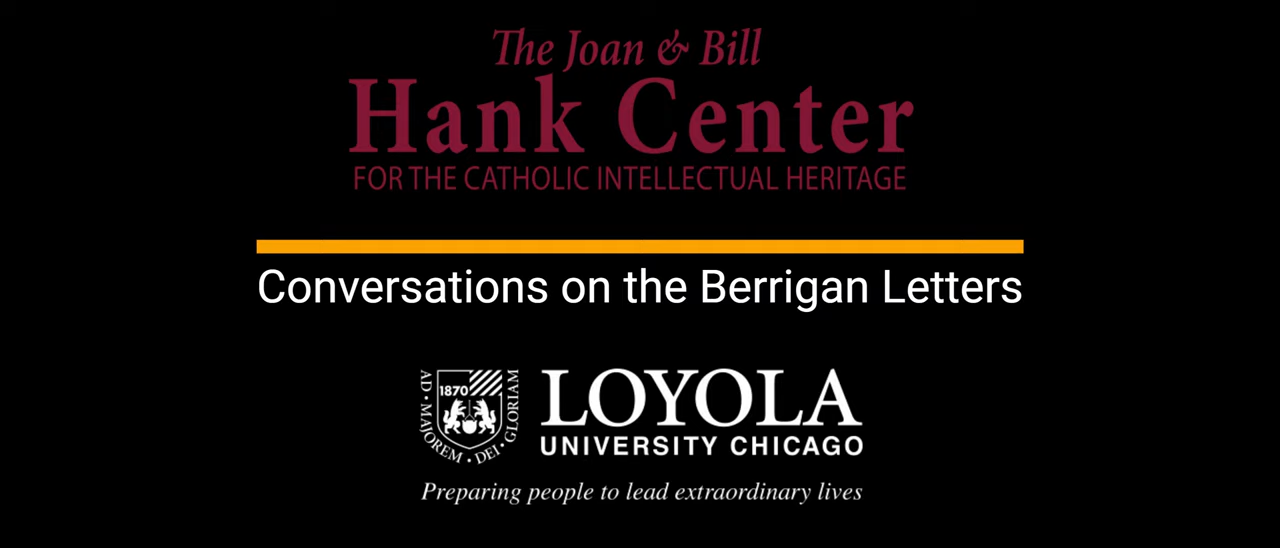 The Joan & Bill
Hank Center
FOR THE CATHOLIC INTELLECTUAL HERITAGE
Conversations on the Berrigan Letters
1870
AD • MAJOREM • DEI • GLORIAM
LOYOLA
UNIVERSITY CHICAGO
Preparing people to lead extraordinary lives